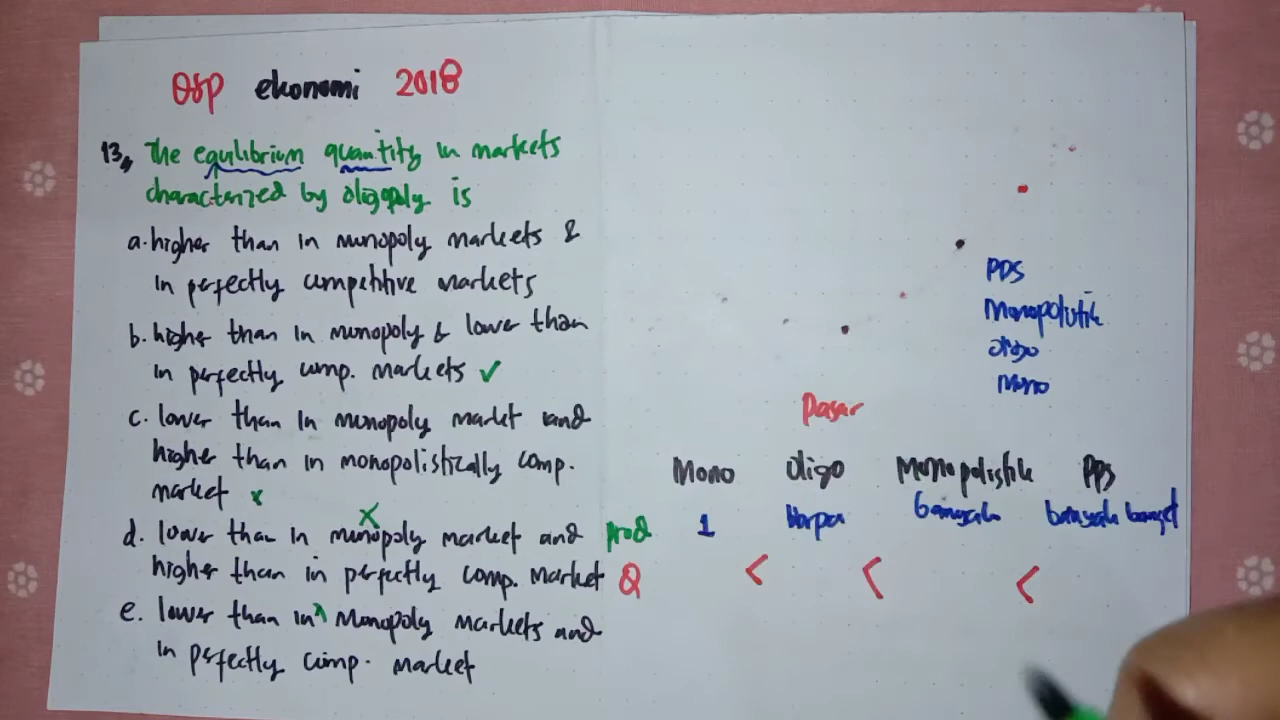 OSP ekonomi 2018
13, The equilibrium quantity in markets
characterized by oligopoly is
a. higher than in monopoly markets &
in perfectly competitive markets
b. higher than in monopoly & lower than
in perfectly comp. markets ✓
c. lower than in monopoly market and
higher than in monopolistically comp.
market x
d. lower than in monopoly market and
higher than in perfectly comp. market
e. lower than in monopoly markets and
in perfectly comp. market
PPS
Monopolistik
Oligo
Mono
Pasar
Mono Oligo Monopolistik PPS
prod 1 banyak banyak banget
Q < < <